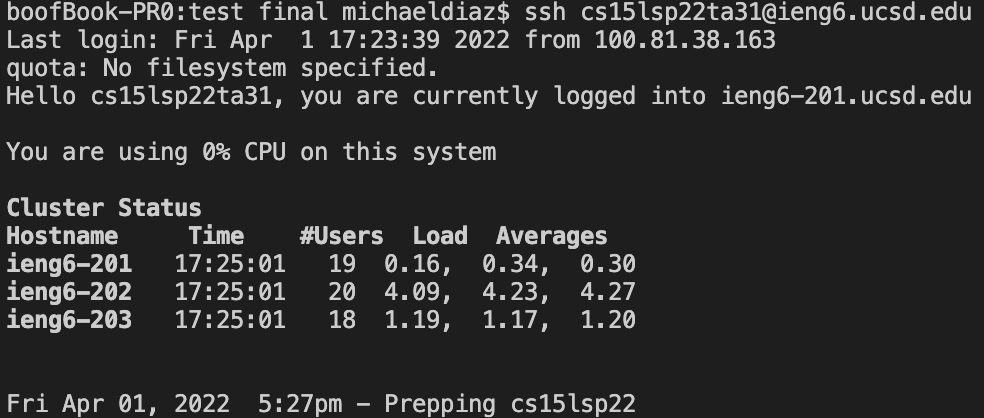 boofBook-PR0:test final michaeldiaz$ ssh cs15lsp22ta31@ieng6.ucsd.edu
Last login: Fri Apr  1 17:23:39 2022 from 100.81.38.163
quota: No filesystem specified.
Hello cs15lsp22ta31, you are currently logged into ieng6-201.ucsd.edu
You are using 0% CPU on this system
Cluster Status
Hostname     Time    #Users  Load  Averages
ieng6-201   17:25:01   19  0.16,  0.34,  0.30
ieng6-202   17:25:01   20  4.09,  4.23,  4.27
ieng6-203   17:25:01   18  1.19,  1.17,  1.20
Fri Apr 01, 2022  5:27pm - Prepping cs15lsp22